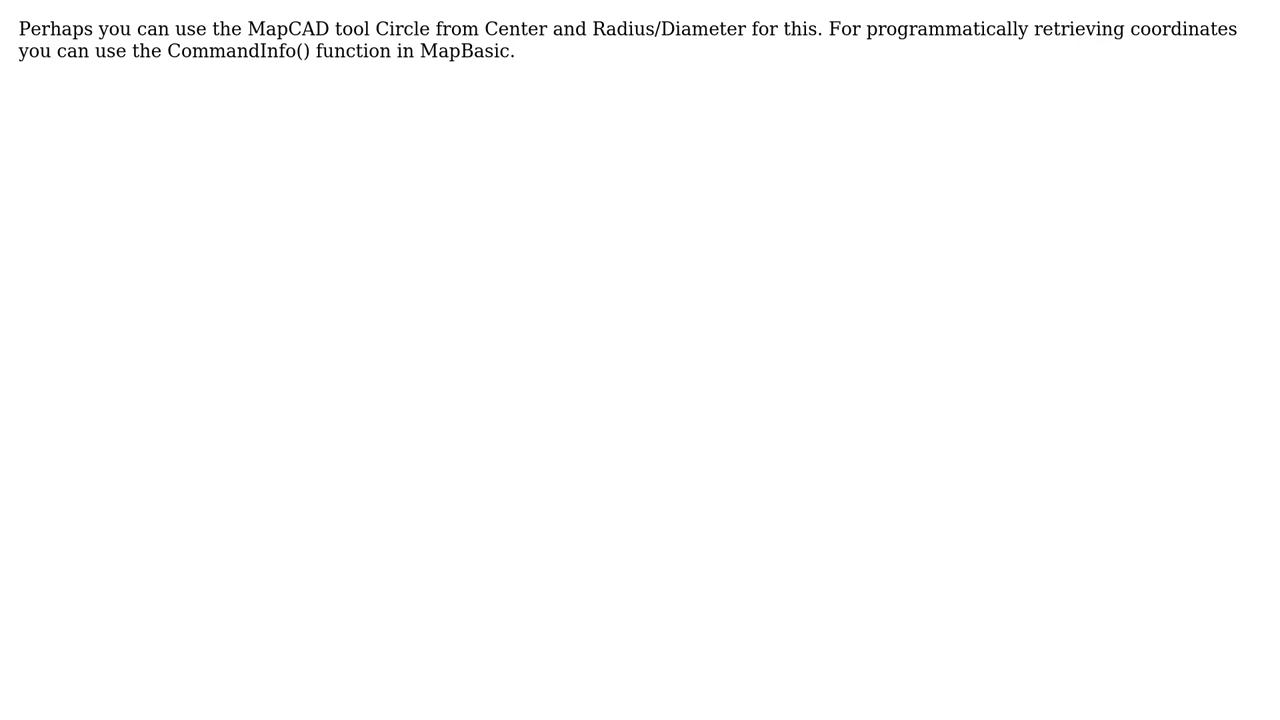 Perhaps you can use the MapCAD tool Circle from Center and Radius/Diameter for this. For programmatically retrieving coordinates
you can use the CommandInfo() function in MapBasic.